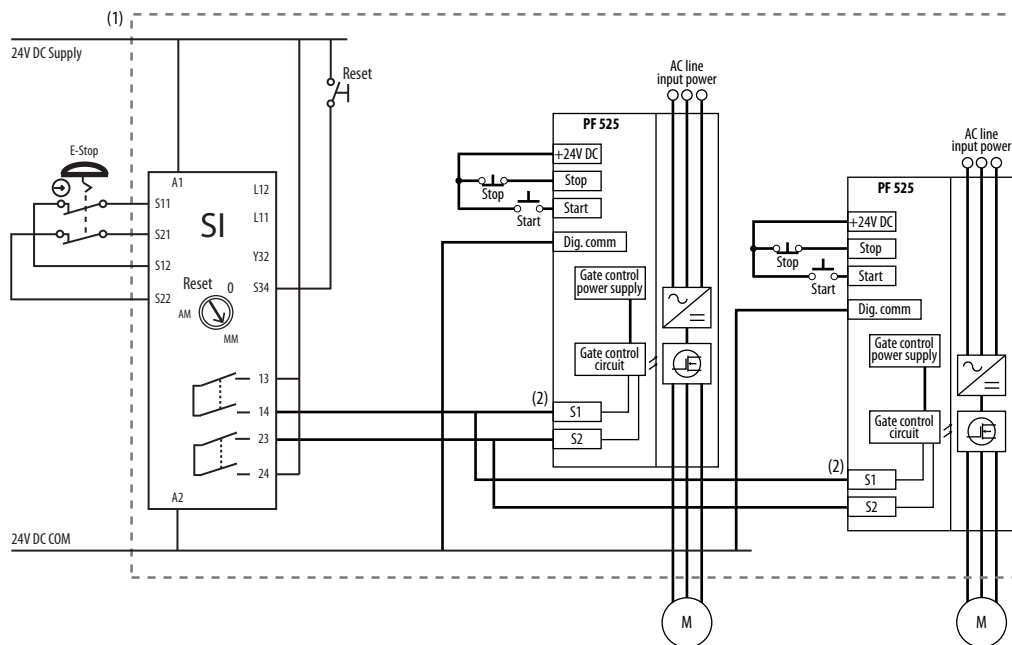 (1)
24V DC Supply
Reset
E-Stop
A1
L12
S11
SI
L11
S21
Y32
S12
Reset
0
S34
S22
AM
MM
13
14
23
24
A2
24V DC COM
AC line
input power
PF 525
+24V DC
Stop
Stop
Start
Start
Dig. comm
Gate control
power supply
Gate control
circuit
(2)
S1
S2
M
AC line
input power
PF 525
+24V DC
Stop
Stop
Start
Start
Dig. comm
Gate control
power supply
Gate control
circuit
(2)
S1
S2
M